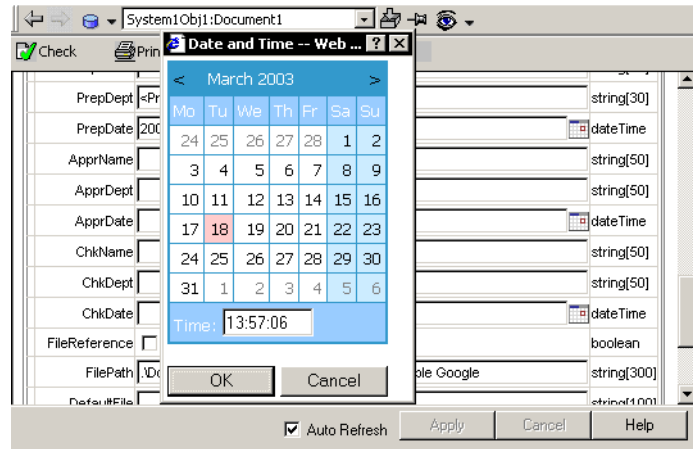 System1Obj1:Document1
Check Prin
Date and Time -- Web ... ? X
< March 2003 >
Mo Tu We Th Fr Sa Su
24 25 26 27 28 1 2
3 4 5 6 7 8 9
10 11 12 13 14 15 16
17 18 19 20 21 22 23
24 25 26 27 28 29 30
31 1 2 3 4 5 6
Time: 13:57:06
OK Cancel
PrepDept <Pr string[30]
PrepDate 200 dateTime
ApprName string[50]
ApprDept string[50]
ApprDate dateTime
ChkName string[50]
ChkDept string[50]
ChkDate dateTime
FileReference boolean
FilePath .\Do ble Google string[300]
DefaultFile string[100]
Auto Refresh Apply Cancel Help